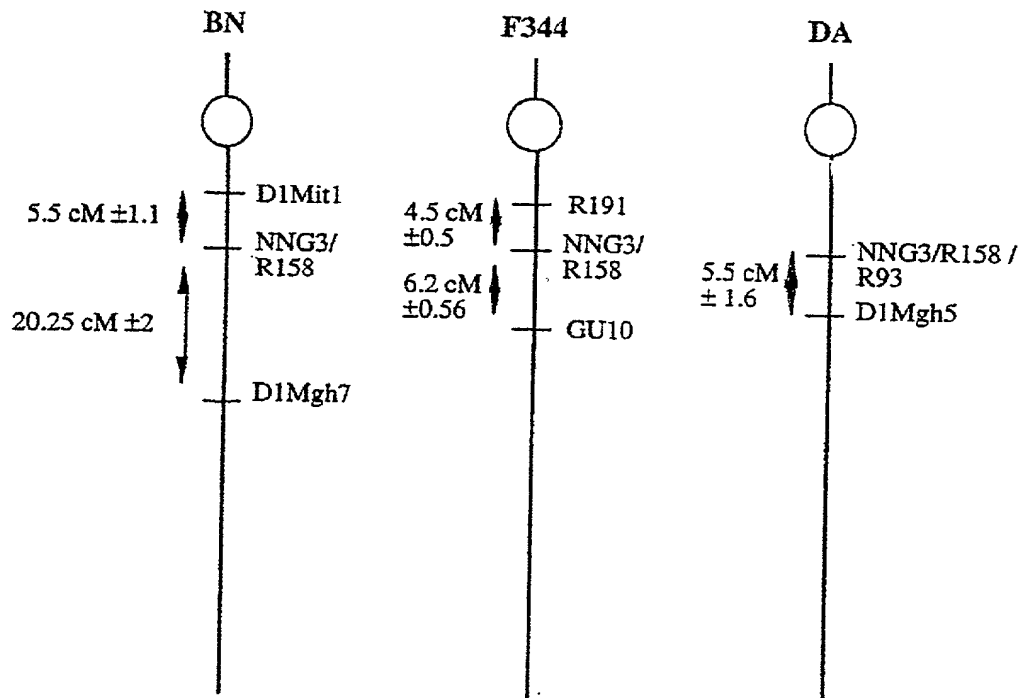 BN
D1Mit1
5.5 cM ±1.1
NNG3/
R158
20.25 cM ±2
D1Mgh7
F344
R191
4.5 cM
±0.5
NNG3/
R158
6.2 cM
±0.56
GU10
DA
NNG3/R158 /
R93
5.5 cM
± 1.6
D1Mgh5